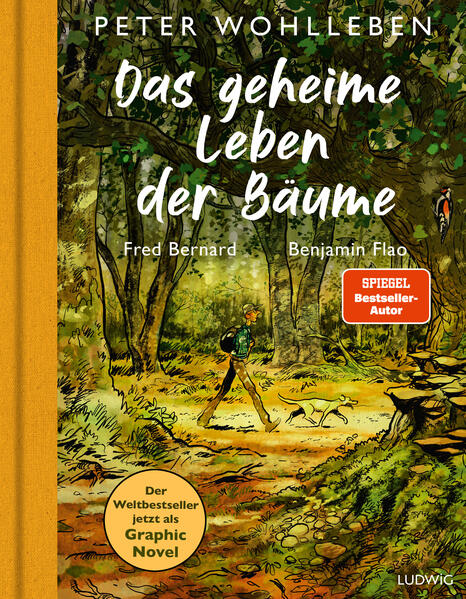 PETER WOHLLEBEN
Das geheime
Leben
der Bäume
Fred Bernard Benjamin Flao
SPIEGEL
Bestseller-
Autor
Der
Weltbestseller
jetzt als
Graphic
Novel
LUDWiG